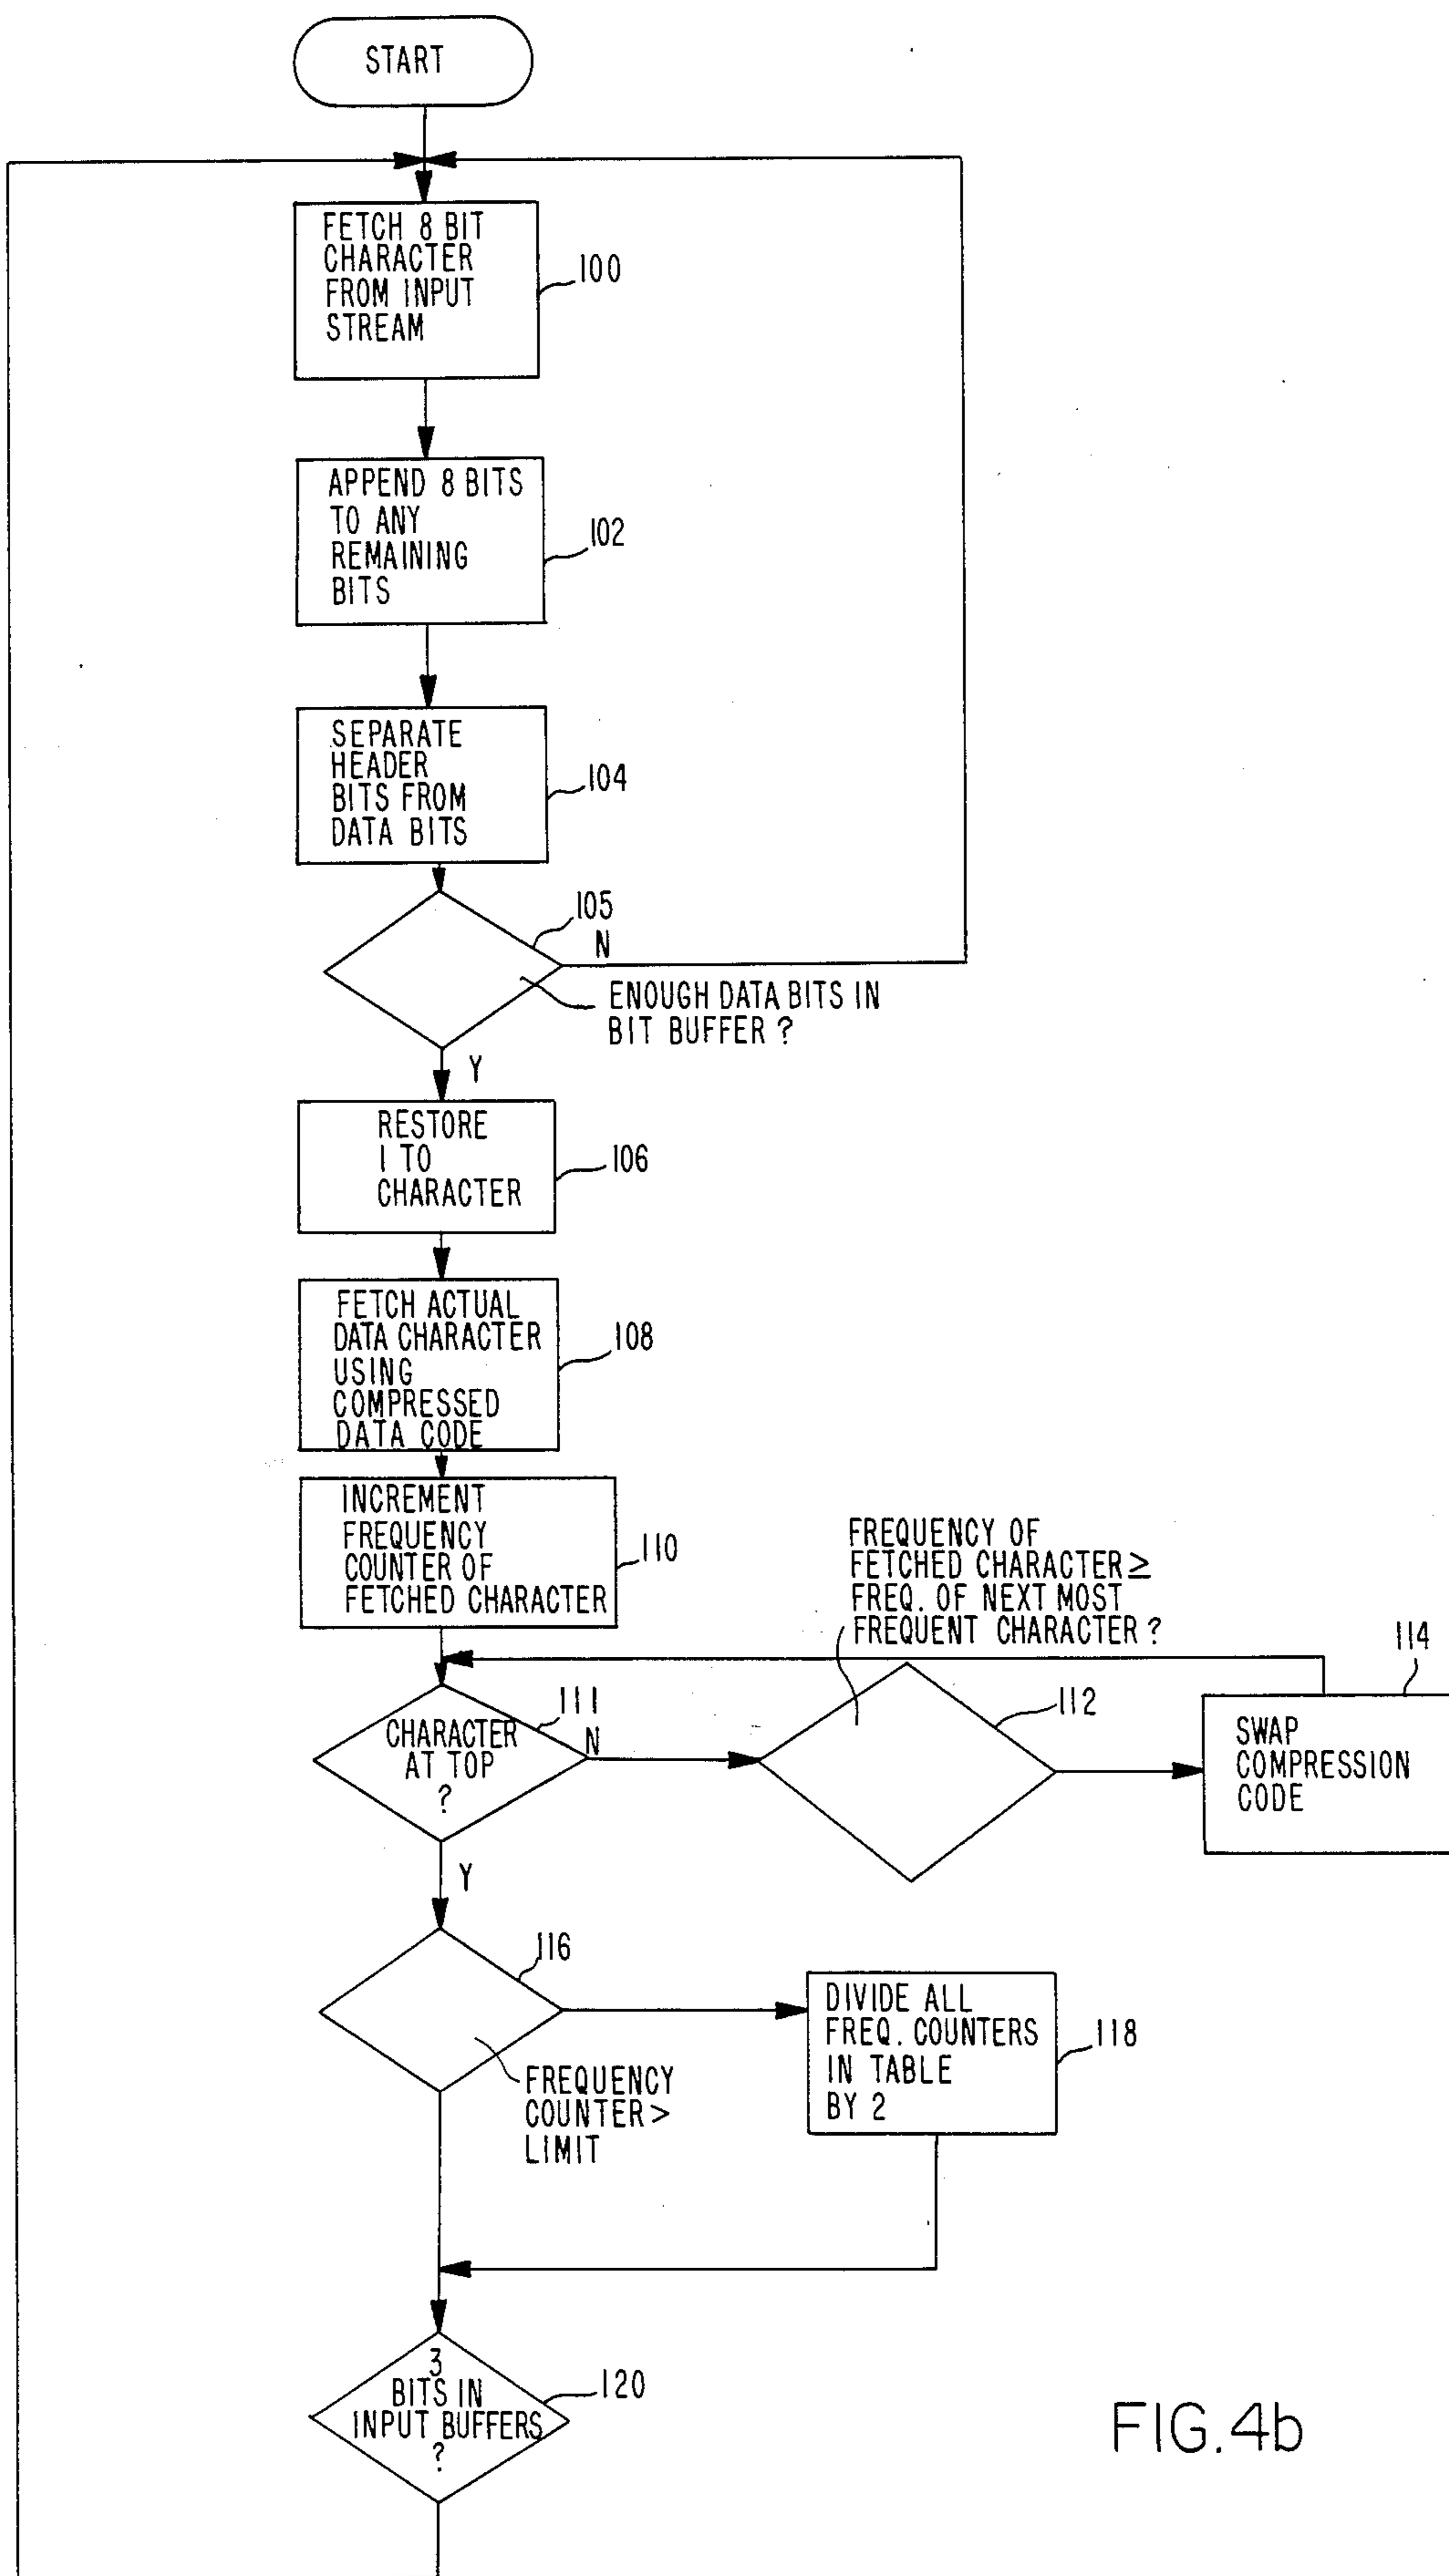 START
FETCH 8 BIT
CHARACTER
FROM INPUT
STREAM
100
APPEND 8 BITS
TO ANY
REMAINING
BITS
102
SEPARATE
HEADER
BITS FROM
DATA BITS
104
105
N
ENOUGH DATA BITS IN
BIT BUFFER ?
Y
RESTORE
1 TO
CHARACTER
106
FETCH ACTUAL
DATA CHARACTER
USING
COMPRESSED
DATA CODE
108
INCREMENT
FREQUENCY
COUNTER OF
FETCHED CHARACTER
110
FREQUENCY OF
FETCHED CHARACTER ≥
FREQ. OF NEXT MOST
FREQUENT CHARACTER ?
114
111
N
CHARACTER
AT TOP
?
112
SWAP
COMPRESSION
CODE
Y
116
FREQUENCY
COUNTER >
LIMIT
DIVIDE ALL
FREQ. COUNTERS
IN TABLE
BY 2
118
3
BITS IN
INPUT BUFFERS
?
120
FIG. 4b